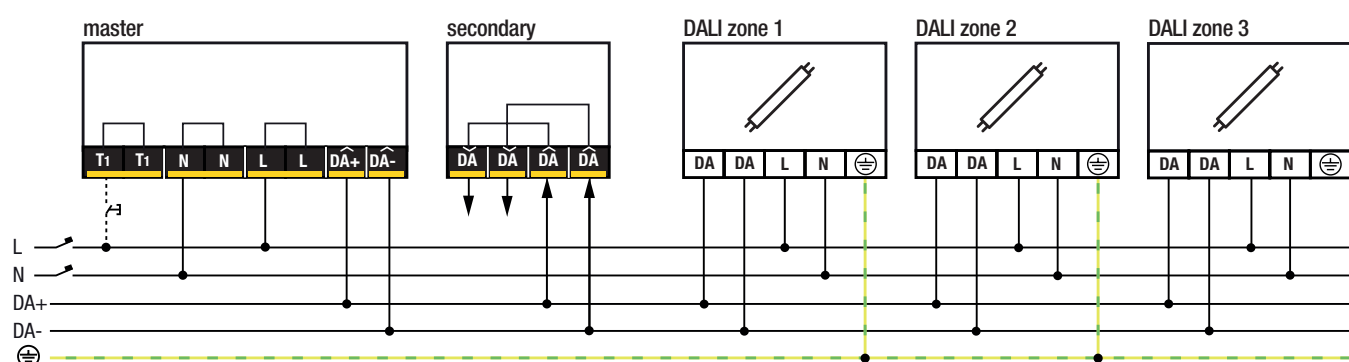 master secondary DALI zone 1 DALI zone 2 DALI zone 3
T1 T1 N N L L DA+ DA- DA DA DA DA DA DA L N DA DA L N DA DA L N
L
N
DA+
DA-